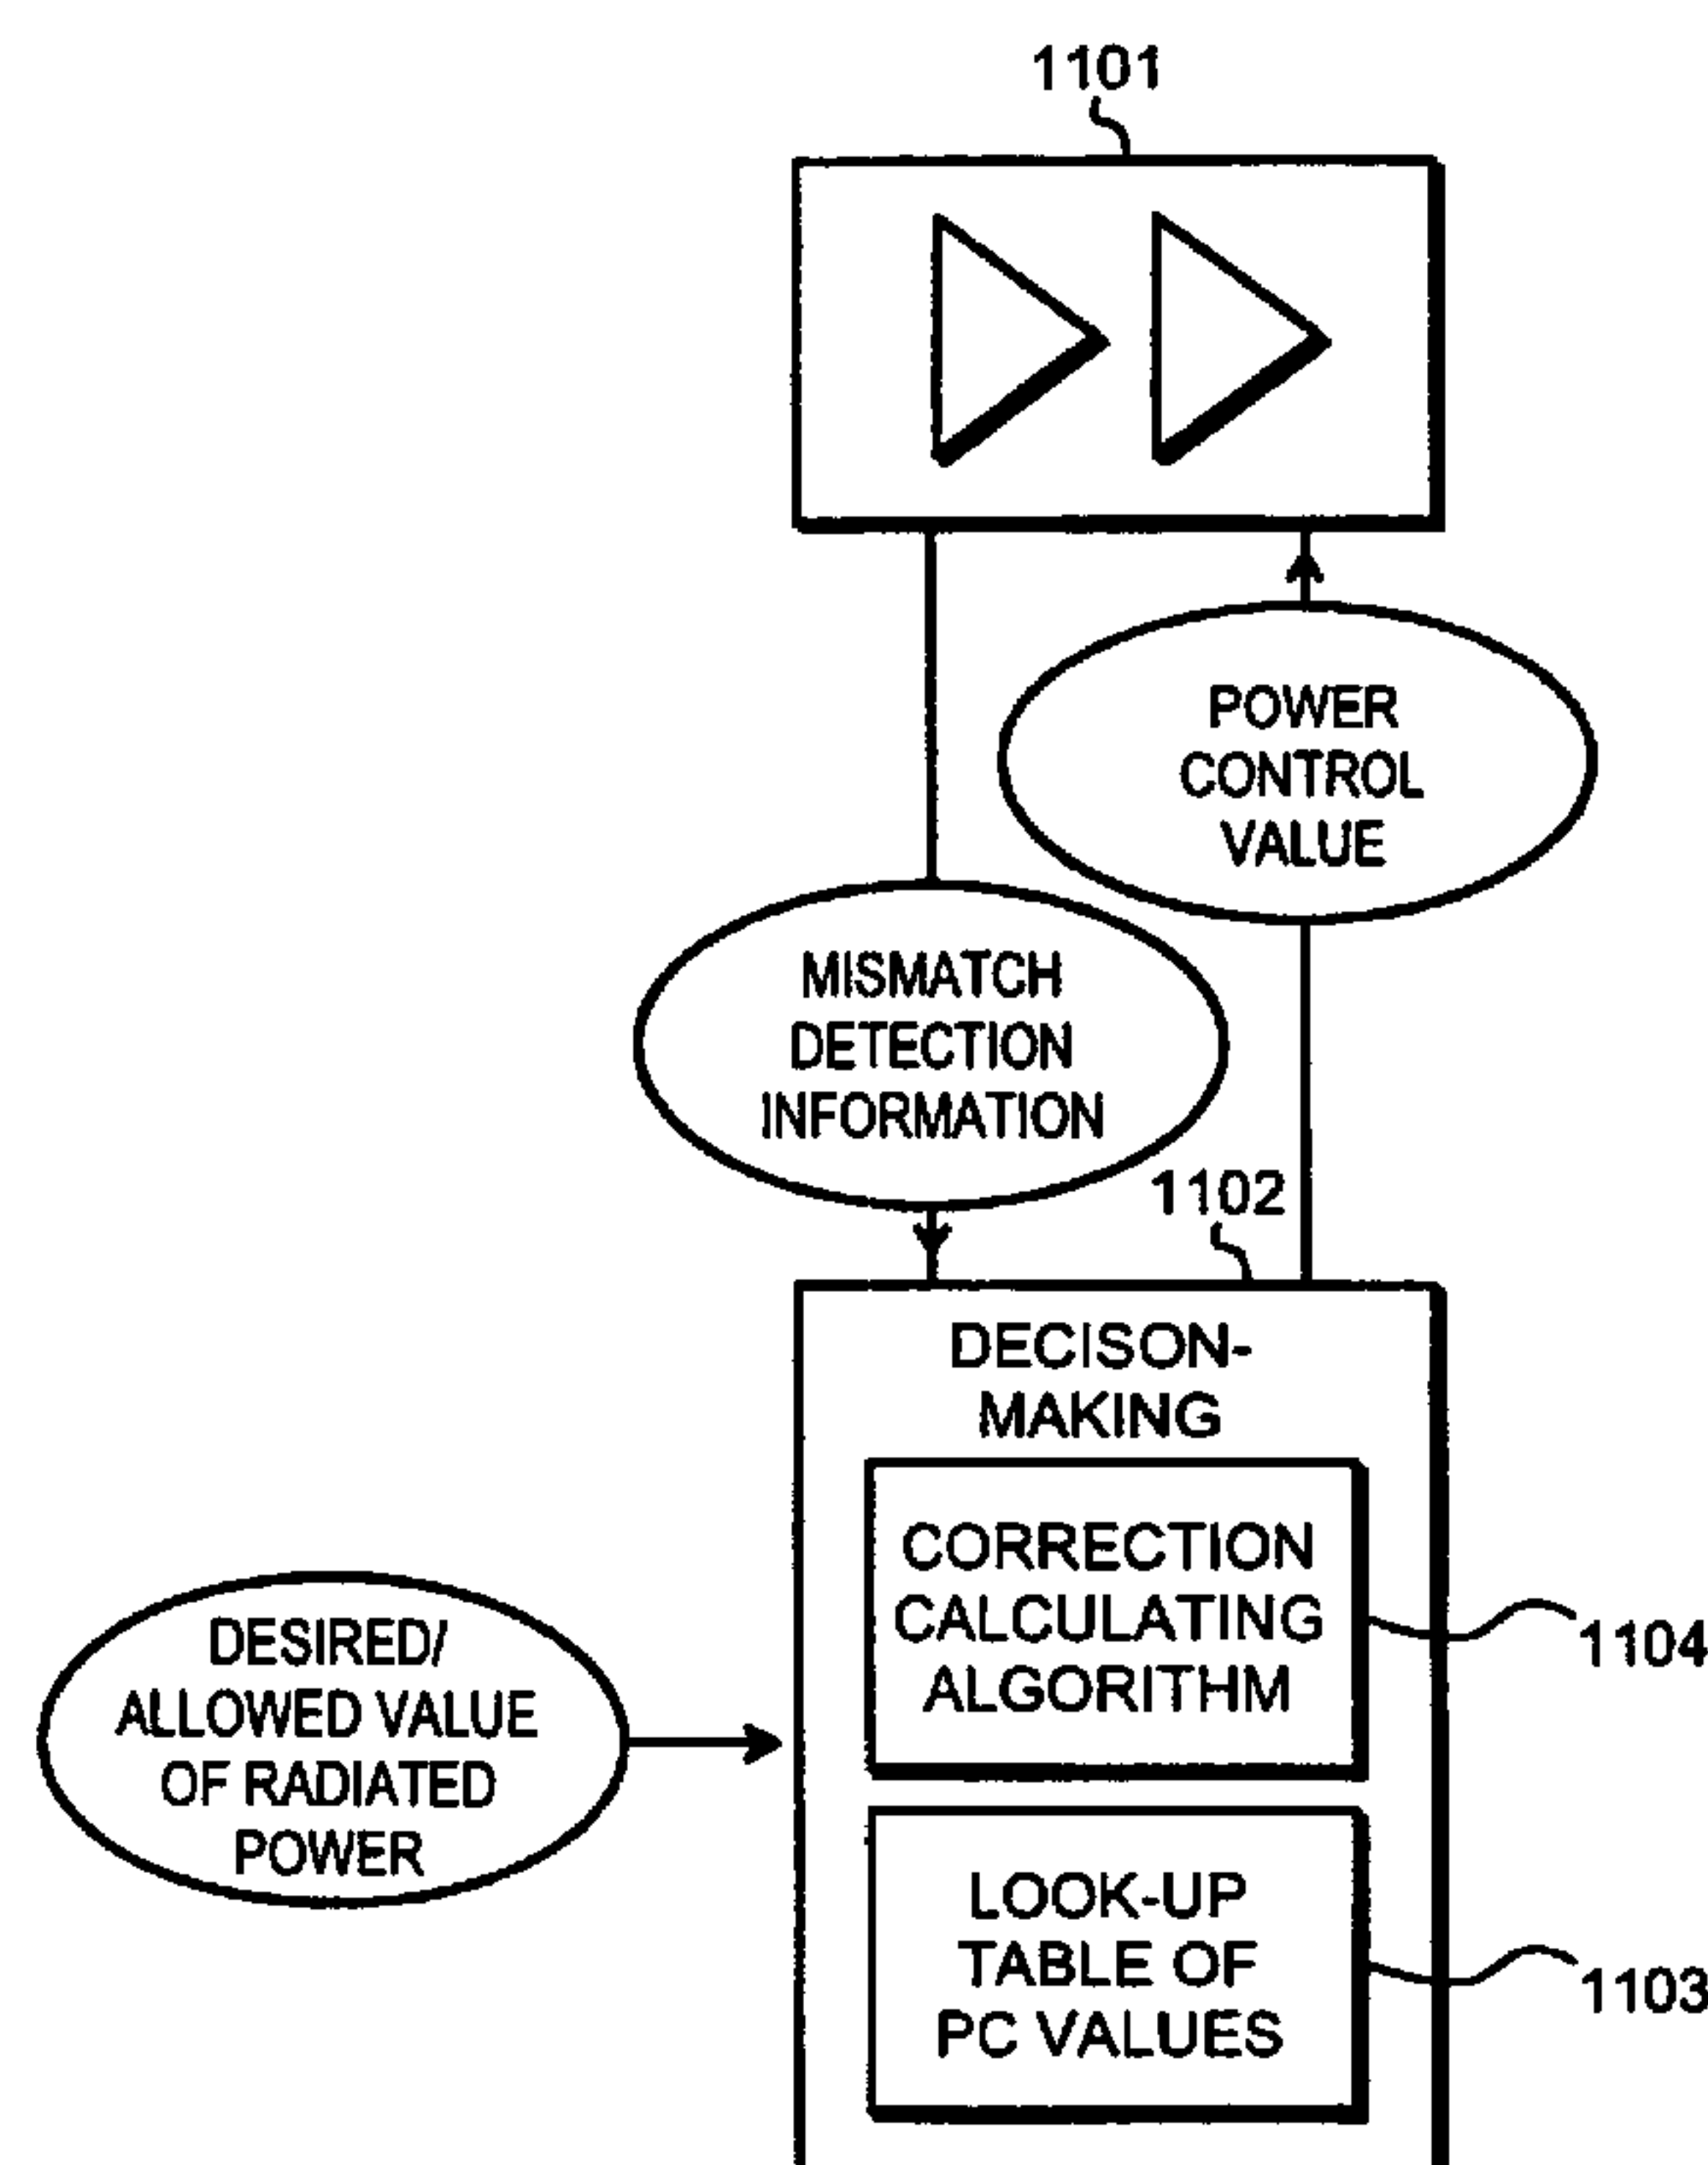 1101
POWER
CONTROL
VALUE
MISMATCH
DETECTION
INFORMATION
1102
DECISON-
MAKING
CORRECTION
CALCULATING
ALGORITHM
1104
DESIRED/
ALLOWED VALUE
OF RADIATED
POWER
LOOK-UP
TABLE OF
PC VALUES
1103